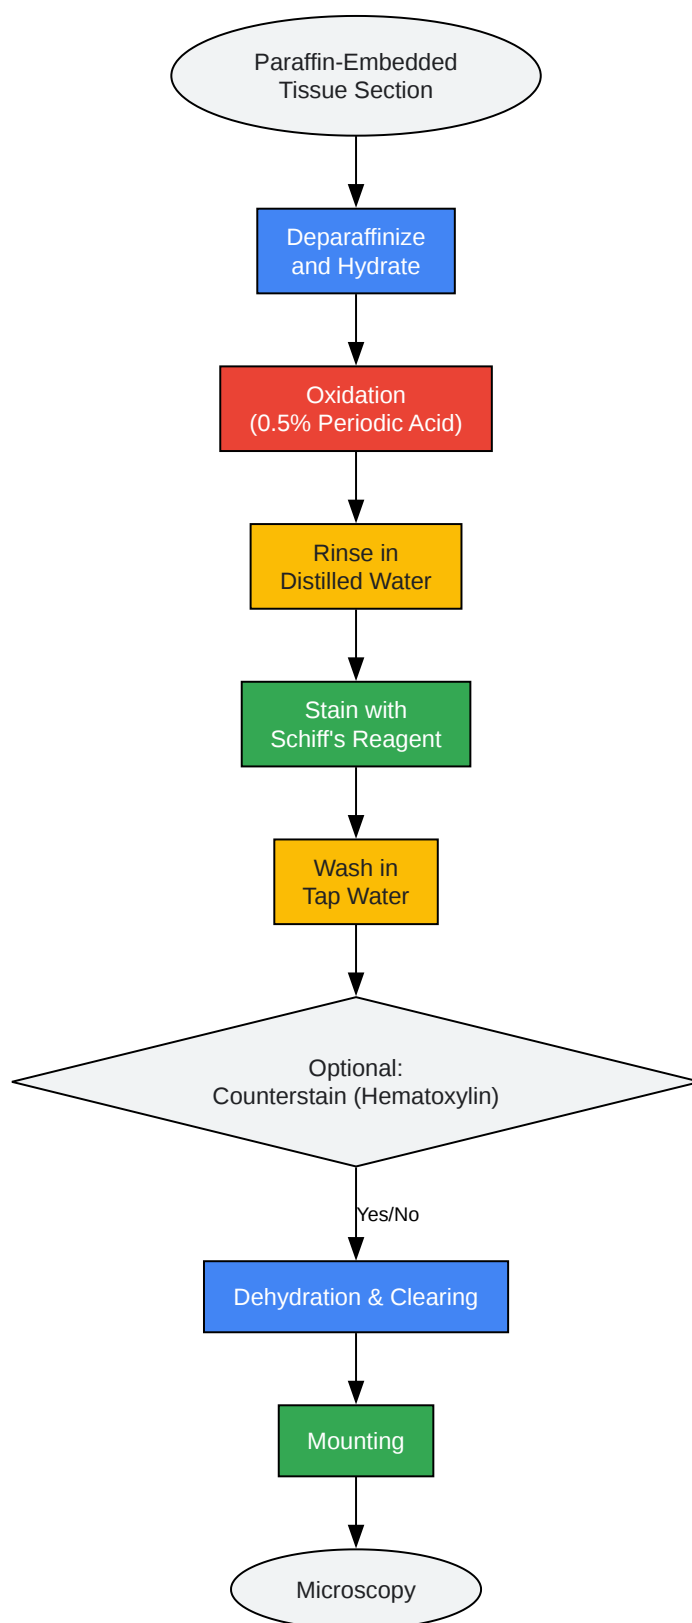 Paraffin-Embedded
Tissue Section
Deparaffinize
and Hydrate
Oxidation
(0.5% Periodic Acid)
Rinse in
Distilled Water
Stain with
Schiff's Reagent
Wash in
Tap Water
Optional:
Counterstain (Hematoxylin)
Yes/No
Dehydration & Clearing
Mounting
Microscopy